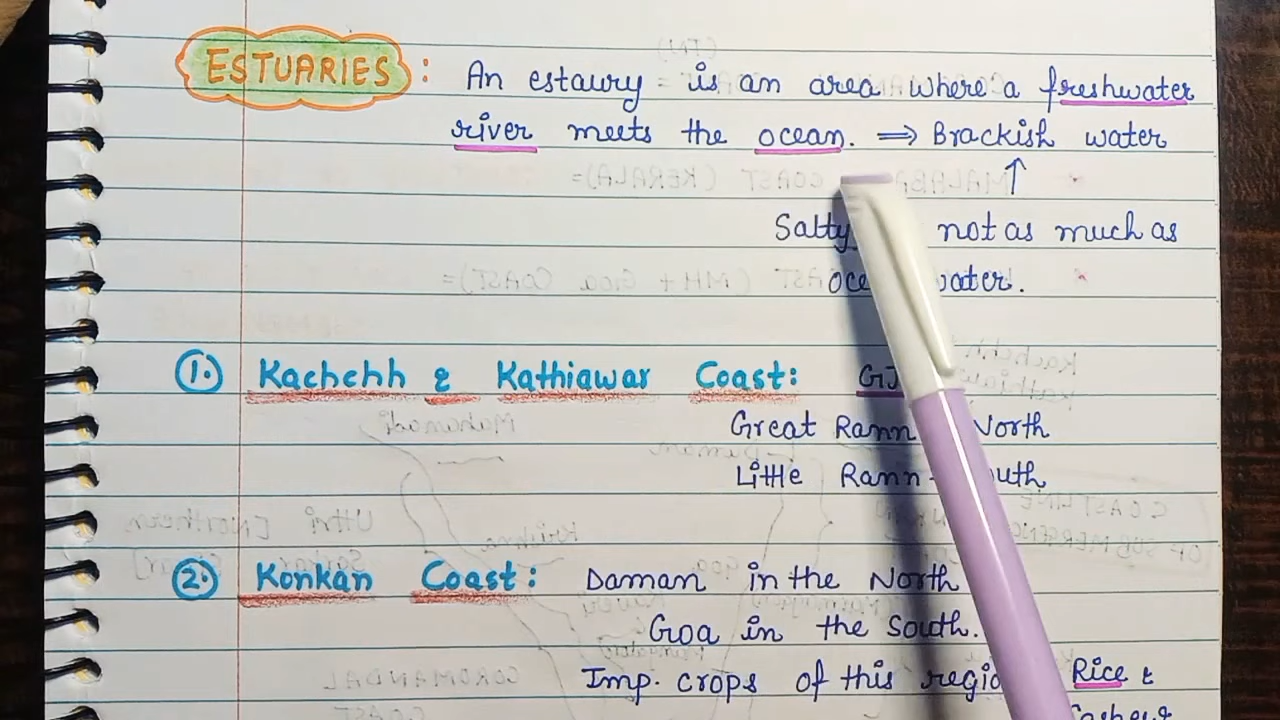 ESTUARIES : An estaury is an area where a freshwater
river meets the ocean. ⇒ Brackish water
↑
Salty not as much as
water.
1. Kachchh & Kathiawar Coast:
Great Rann North
Little Rann
2. Konkan Coast: Daman in the North
Goa in the South.
Imp. crops of this Rice &